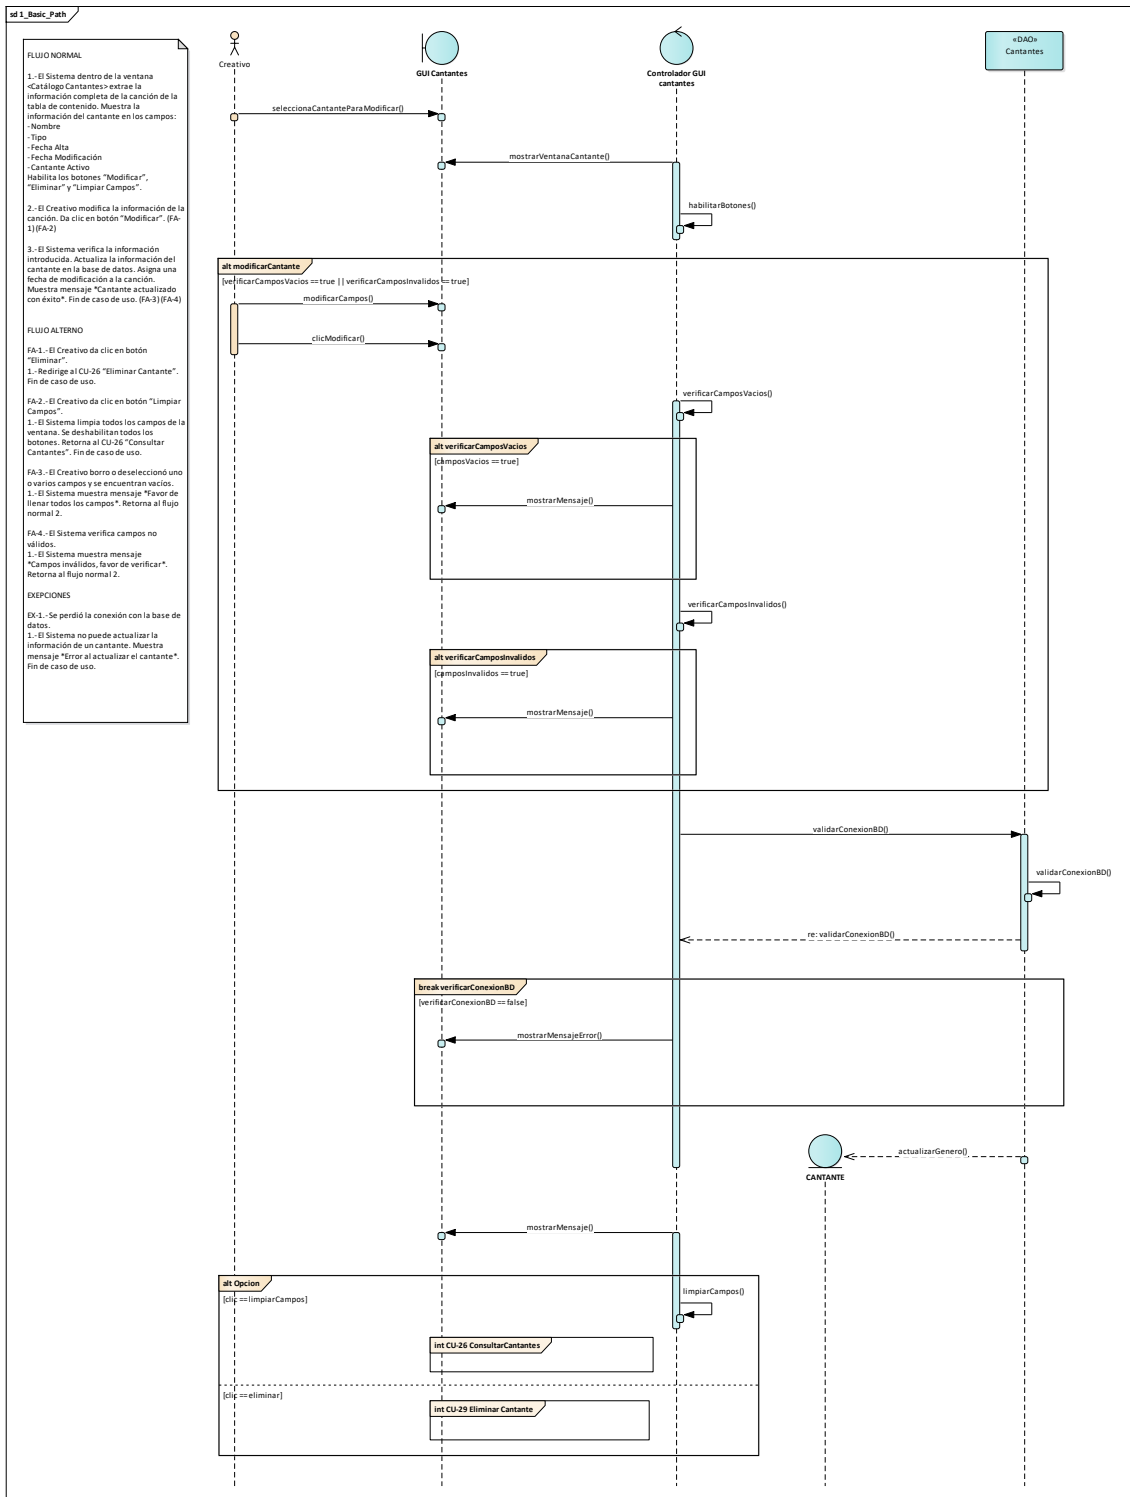 sd 1_Basic_Path
FLUJO NORMAL
1.- El Sistema dentro de la ventana
<Catálogo Cantantes> extrae la
información completa de la canción de la
tabla de contenido. Muestra la
información del cantante en los campos:
- Nombre
- Tipo
- Fecha Alta
- Fecha Modificación
- Cantante Activo
Habilita los botones "Modificar",
"Eliminar" y "Limpiar Campos".
2.- El Creativo modifica la información de la
canción. Da clic en botón "Modificar". (FA-
1) (FA-2)
3.- El Sistema verifica la información
introducida. Actualiza la información del
cantante en la base de datos. Asigna una
fecha de modificación a la canción.
Muestra mensaje *Cantante actualizado
con éxito*. Fin de caso de uso. (FA-3) (FA-4)
FLUJO ALTERNO
FA-1.- El Creativo da clic en botón
"Eliminar".
1.- Redirige al CU-26 "Eliminar Cantante".
Fin de caso de uso.
FA-2.- El Creativo da clic en botón "Limpiar
Campos".
1.- El Sistema limpia todos los campos de la
ventana. Se deshabilitan todos los
botones. Retorna al CU-26 "Consultar
Cantantes". Fin de caso de uso.
FA-3.- El Creativo borro o deseleccionó uno
o varios campos y se encuentran vacíos.
1.- El Sistema muestra mensaje *Favor de
llenar todos los campos*. Retorna al flujo
normal 2.
FA-4.- El Sistema verifica campos no
válidos.
1.- El Sistema muestra mensaje
*Campos inválidos, favor de verificar*.
Retorna al flujo normal 2.
EXEPCIONES
EX-1.- Se perdió la conexión con la base de
datos.
1.- El Sistema no puede actualizar la
información de un cantante. Muestra
mensaje *Error al actualizar el cantante*.
Fin de caso de uso.
Creativo
GUI Cantantes
Controlador GUI
cantantes
«DAO»
Cantantes
seleccionaCantanteParaModificar()
mostrarVentanaCantante()
habilitarBotones()
alt modificarCantante
[verificarCamposVacios == true || verificarCamposInvalidos == true]
modificarCampos()
clicModificar()
verificarCamposVacios()
alt verificarCamposVacios
[camposVacios == true]
mostrarMensaje()
verificarCamposInvalidos()
alt verificarCamposInvalidos
[camposInvalidos == true]
mostrarMensaje()
validarConexionBD()
validarConexionBD()
re: validarConexionBD()
break verificarConexionBD
[verificarConexionBD == false]
mostrarMensajeError()
actualizarGenero()
CANTANTE
mostrarMensaje()
alt Opcion
[clic == limpiarCampos]
limpiarCampos()
int CU-26 ConsultarCantantes
[clic == eliminar]
int CU-29 Eliminar Cantante